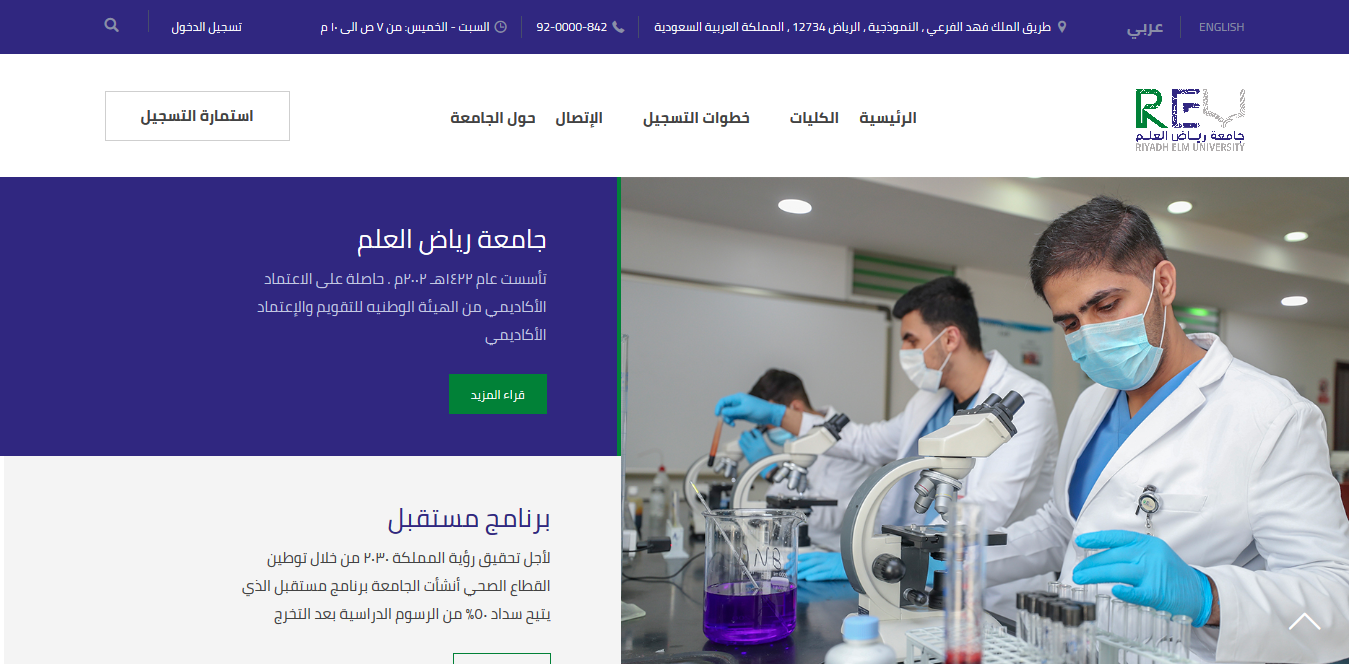 ENGLISH
عربي
طريق الملك فهد الفرعي , النموذجية , الرياض 12734 , المملكة العربية السعودية
92-0000-842
السبت - الخميس: من ٧ ص الى ١٠ م
تسجيل الدخول
REU
جامعة رياض العلم
RIYADH ELM UNIVERSITY
الرئيسية
الكليات
خطوات التسجيل
الإتصال
حول الجامعة
استمارة التسجيل
جامعة رياض العلم
تأسست عام ١٤٢٢هـ ٢٠٠٢م . حاصلة على الاعتماد
الأكاديمي من الهيئة الوطنيه للتقويم والإعتماد
الأكاديمي
قراء المزيد
برنامج مستقبل
لأجل تحقيق رؤية المملكة ٢٠٣٠ من خلال توطين
القطاع الصحي أنشأت الجامعة برنامج مستقبل الذي
يتيح سداد ٥٠% من الرسوم الدراسية بعد التخرج